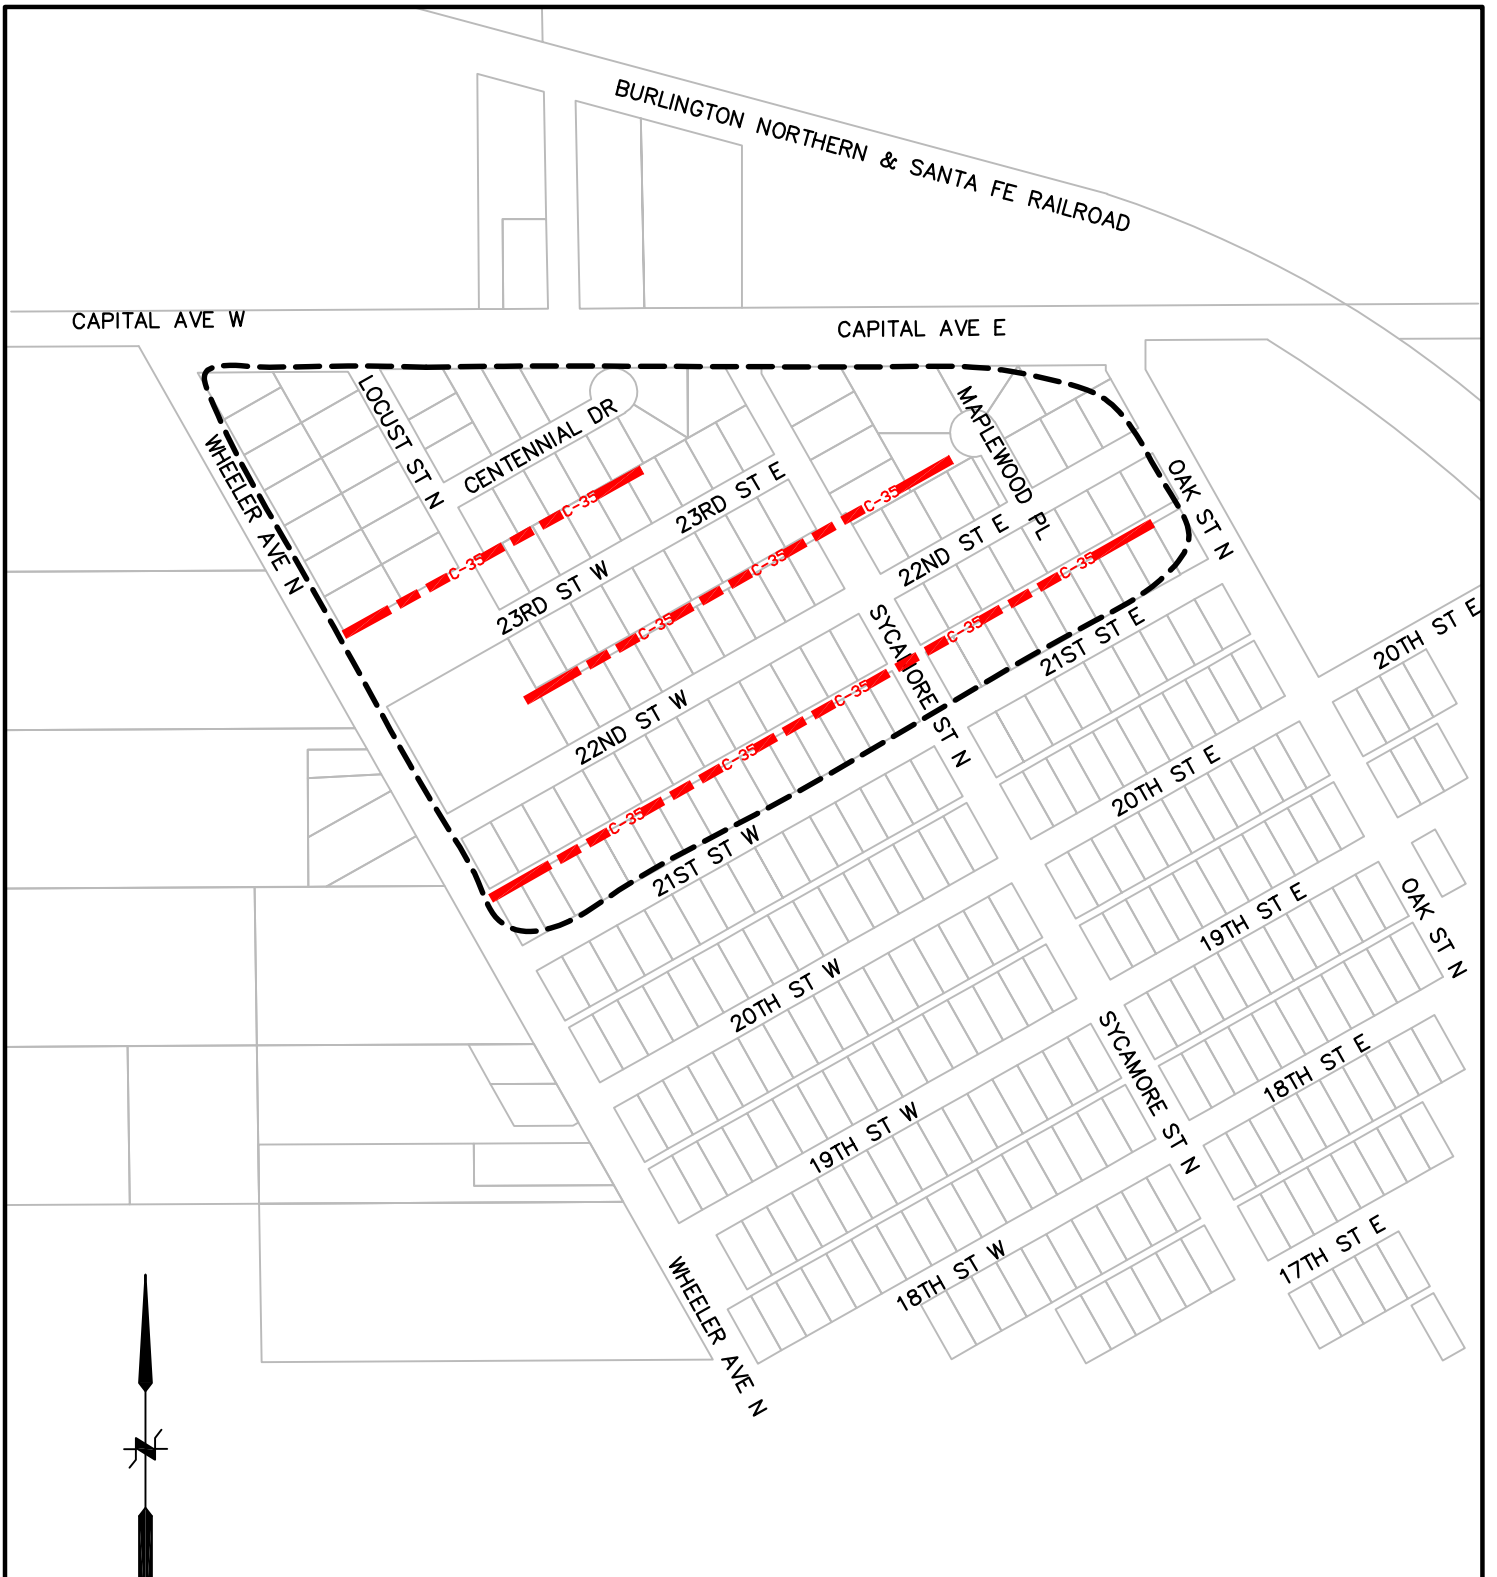 BURLINGTON NORTHERN & SANTA FE RAILROAD
CAPITAL AVE W
CAPITAL AVE E
LOCUST ST N
CENTENNIAL DR
MAPLEWOOD PL
WHEELER AVE N
OAK ST N
23RD ST E
C-35
C-35
C-35
23RD ST W
22ND ST E
C-35
C-35
C-35
SYCAMORE ST N
C-35
21ST ST E
20TH ST E
22ND ST W
C-35
C-35
C-35
20TH ST E
21ST ST W
19TH ST E
OAK ST N
20TH ST W
SYCAMORE ST N
18TH ST E
19TH ST W
17TH ST E
18TH ST W
WHEELER AVE N
N